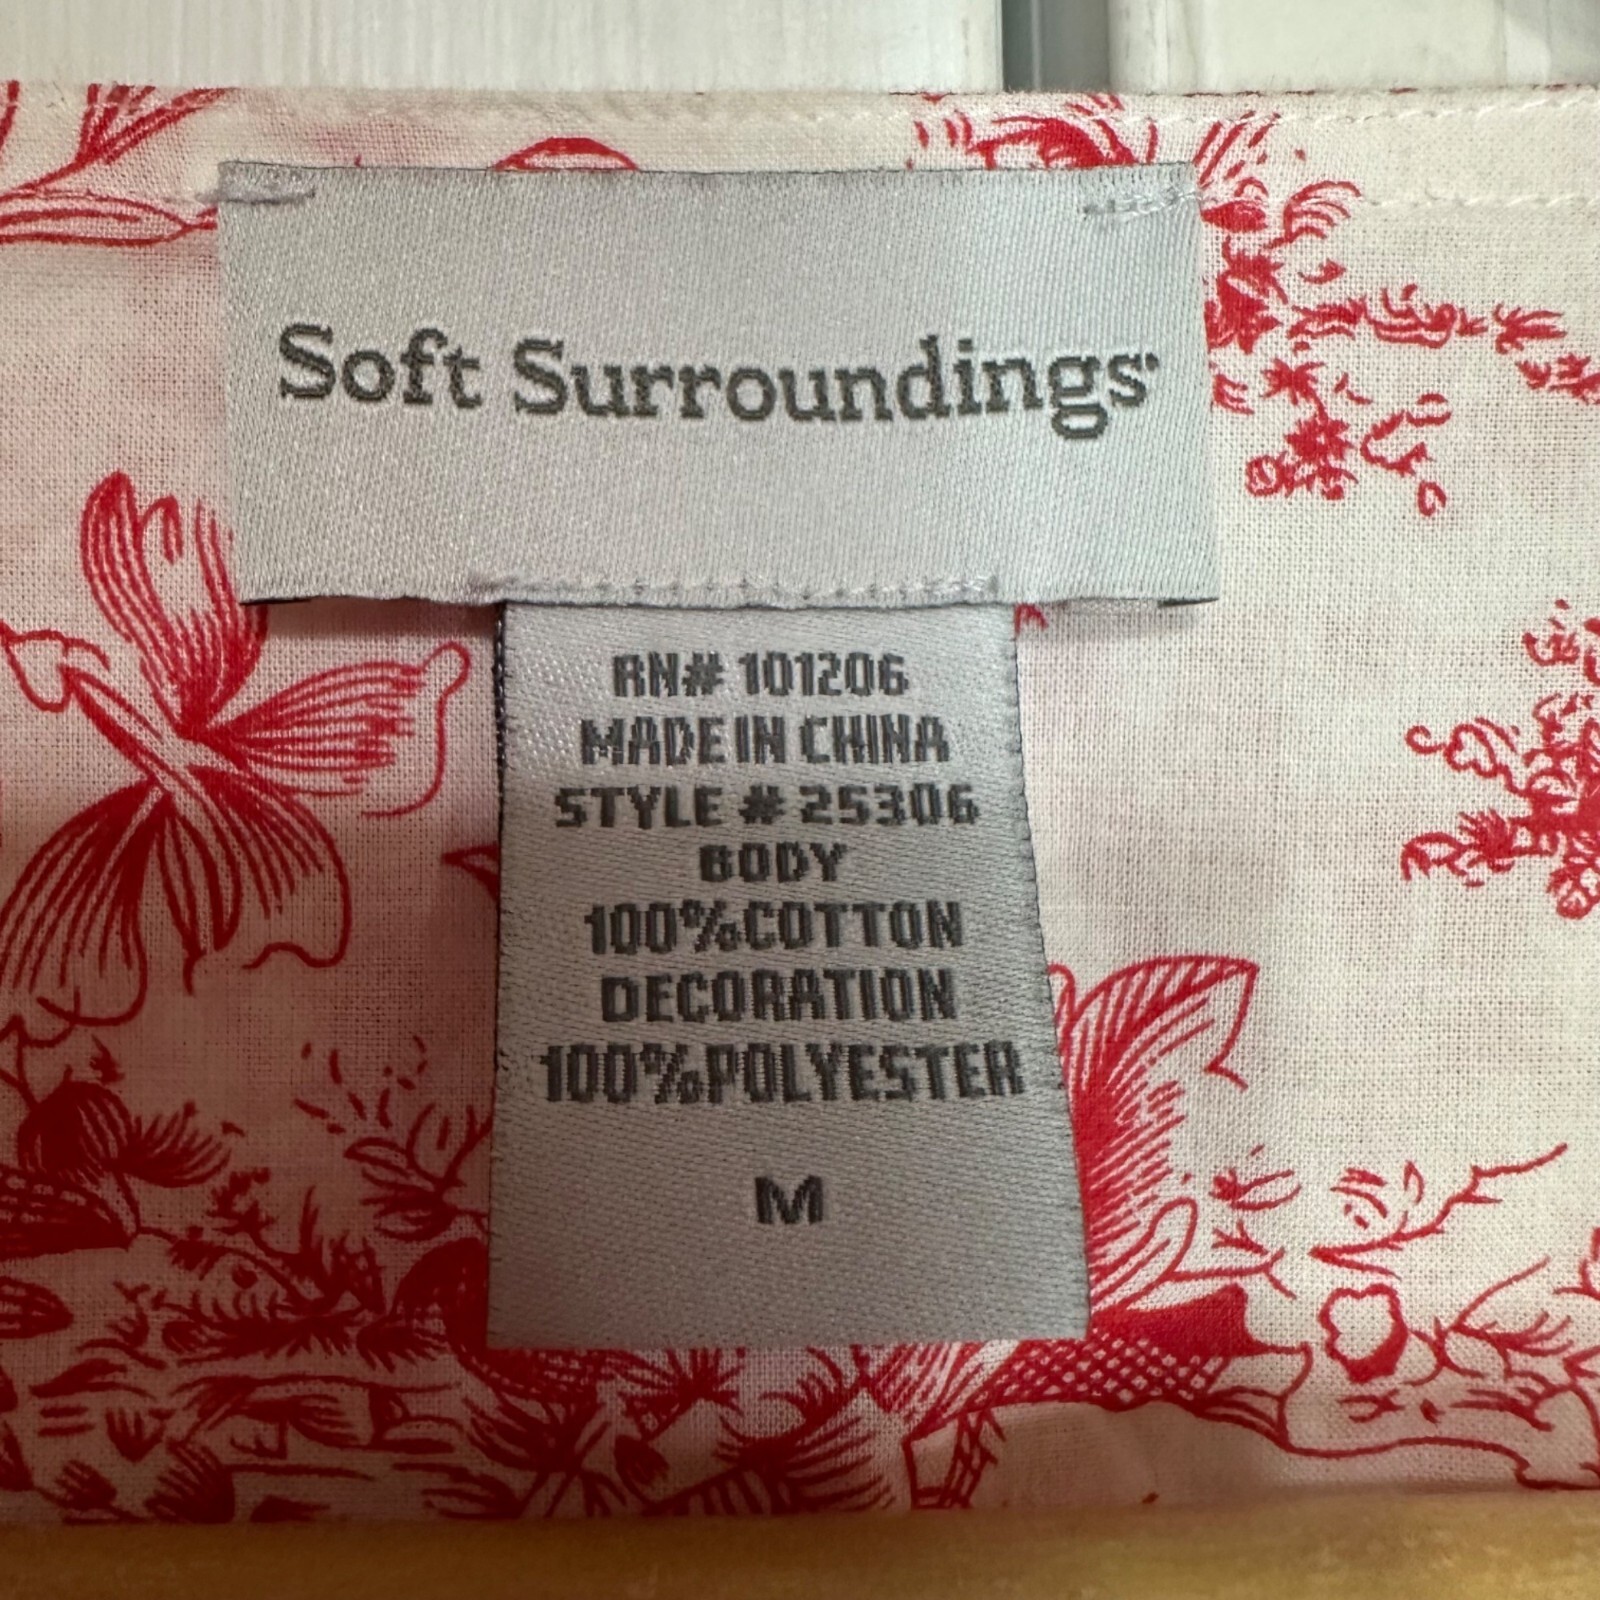 Soft Surroundings
RN# 101206
MADE IN CHINA
STYLE # 25306
BODY
100%COTTON
DECORATION
100%POLYESTER
M